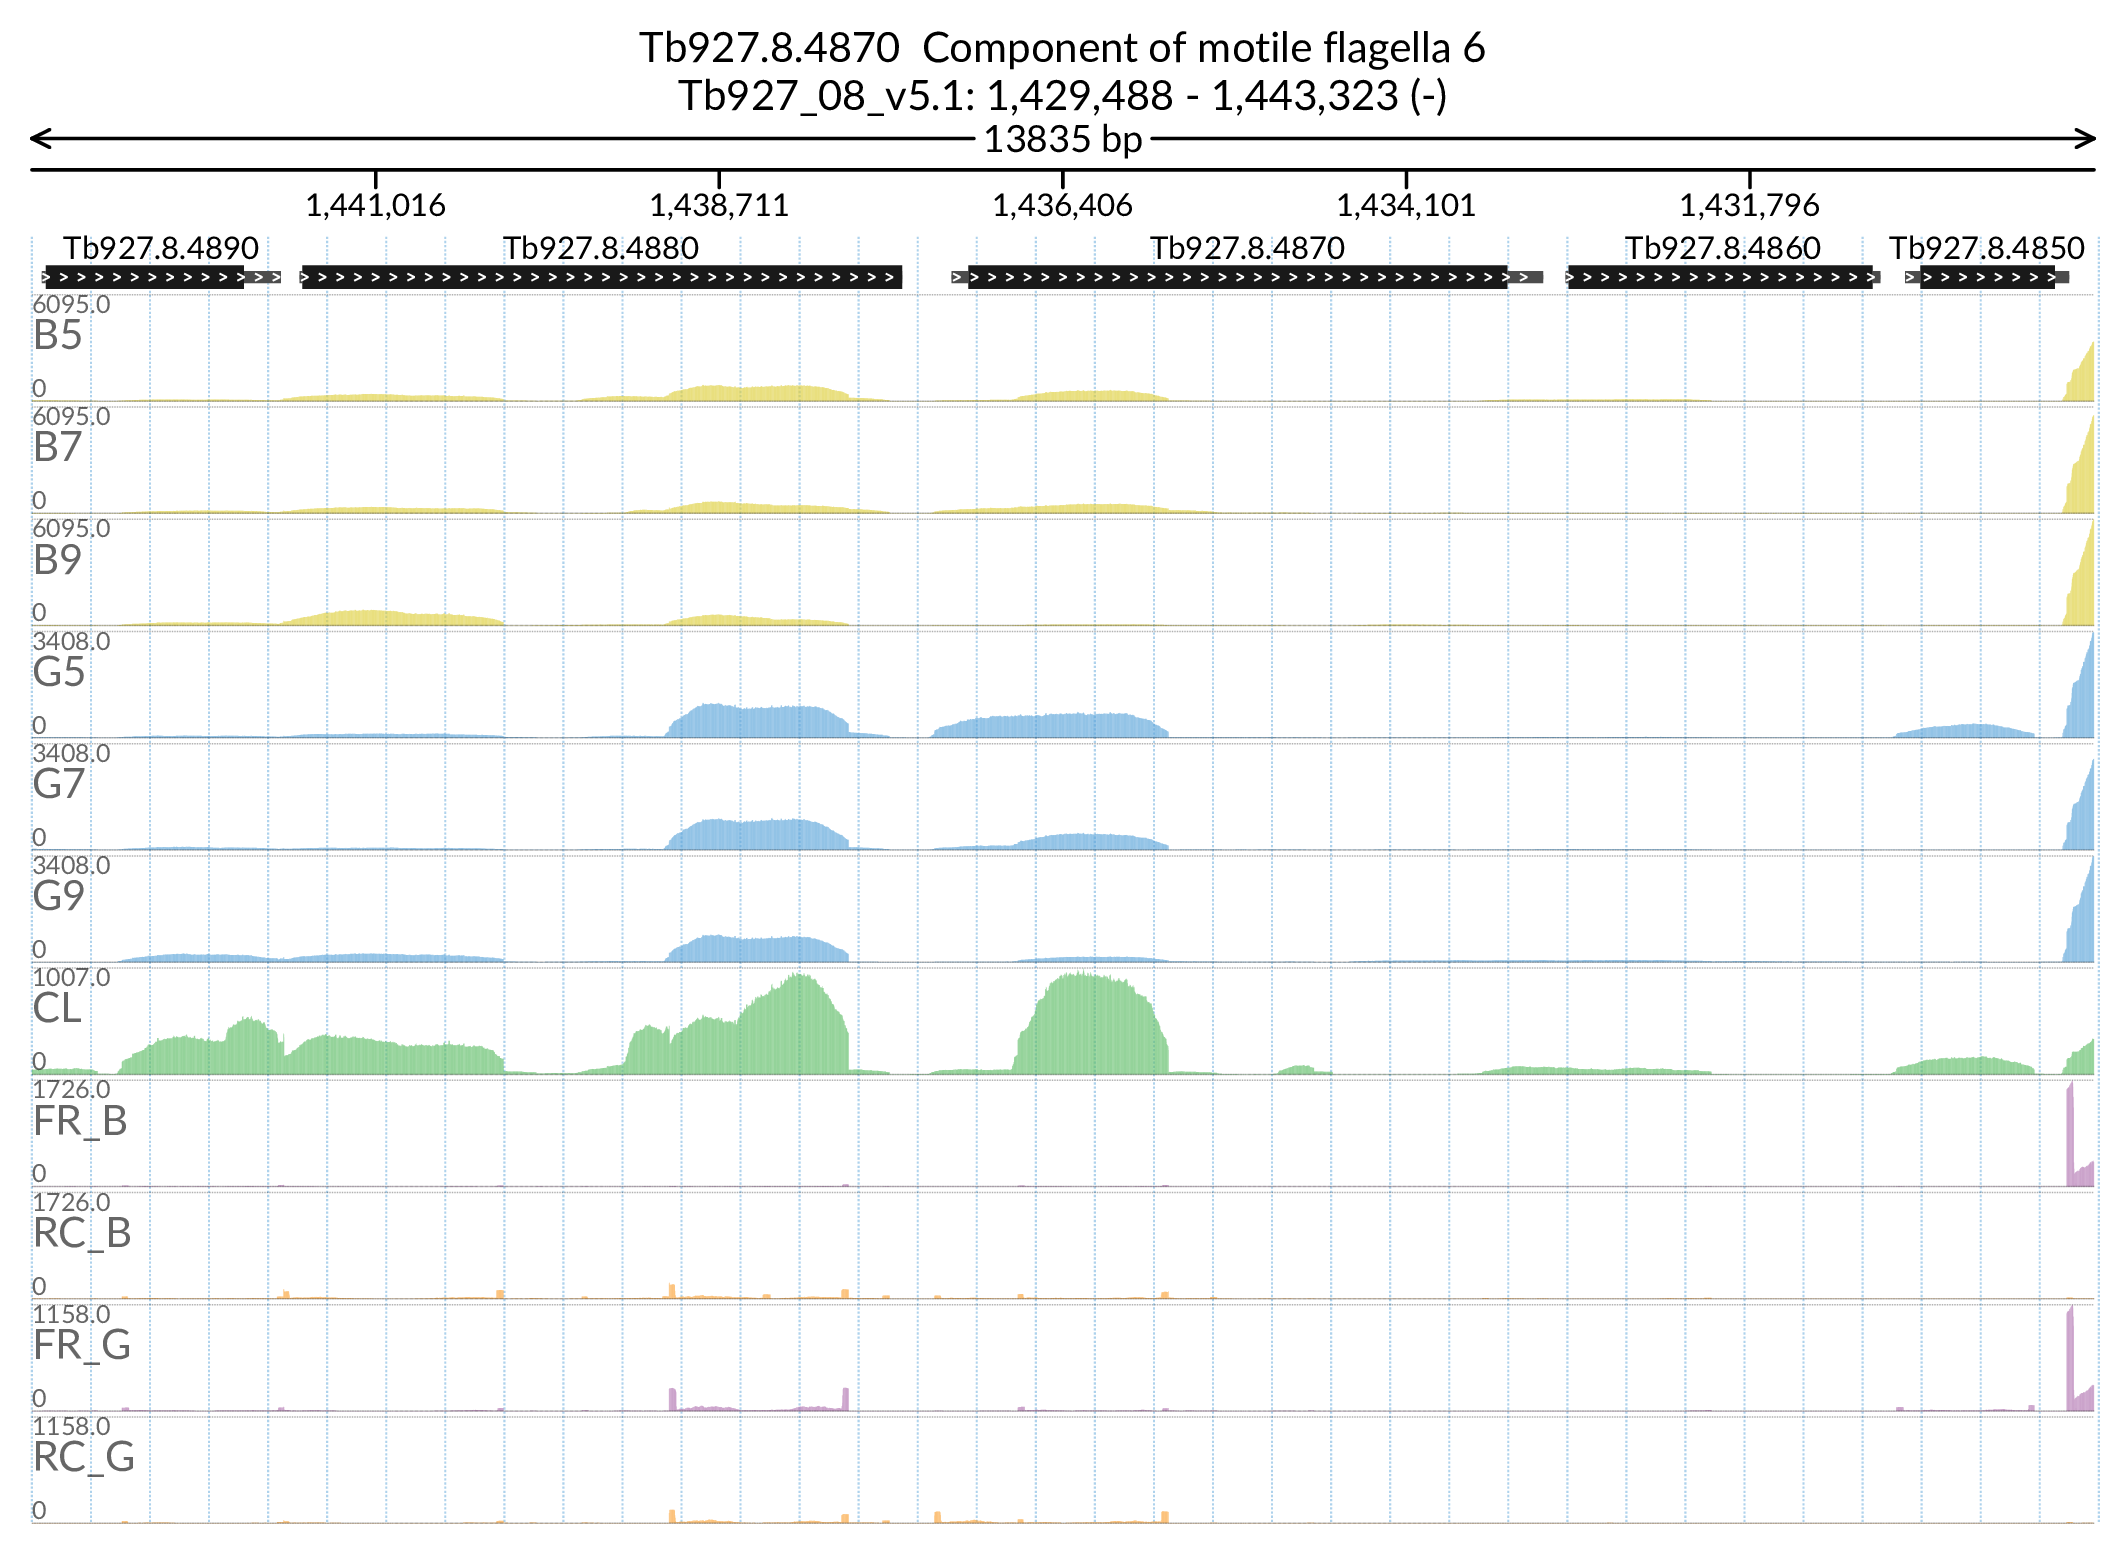 Tb927.8.4870  Component of motile flagella 6
Tb927_08_v5.1: 1,429,488 - 1,443,323 (-)
13835 bp
1,441,016 1,438,711 1,436,406 1,434,101 1,431,796
Tb927.8.4890 Tb927.8.4880 Tb927.8.4870 Tb927.8.4860 Tb927.8.4850
6095.0
B5
0
6095.0
B7
0
6095.0
B9
0
3408.0
G5
0
3408.0
G7
0
3408.0
G9
0
1007.0
CL
0
1726.0
FR_B
0
1726.0
RC_B
0
1158.0
FR_G
0
1158.0
RC_G
0